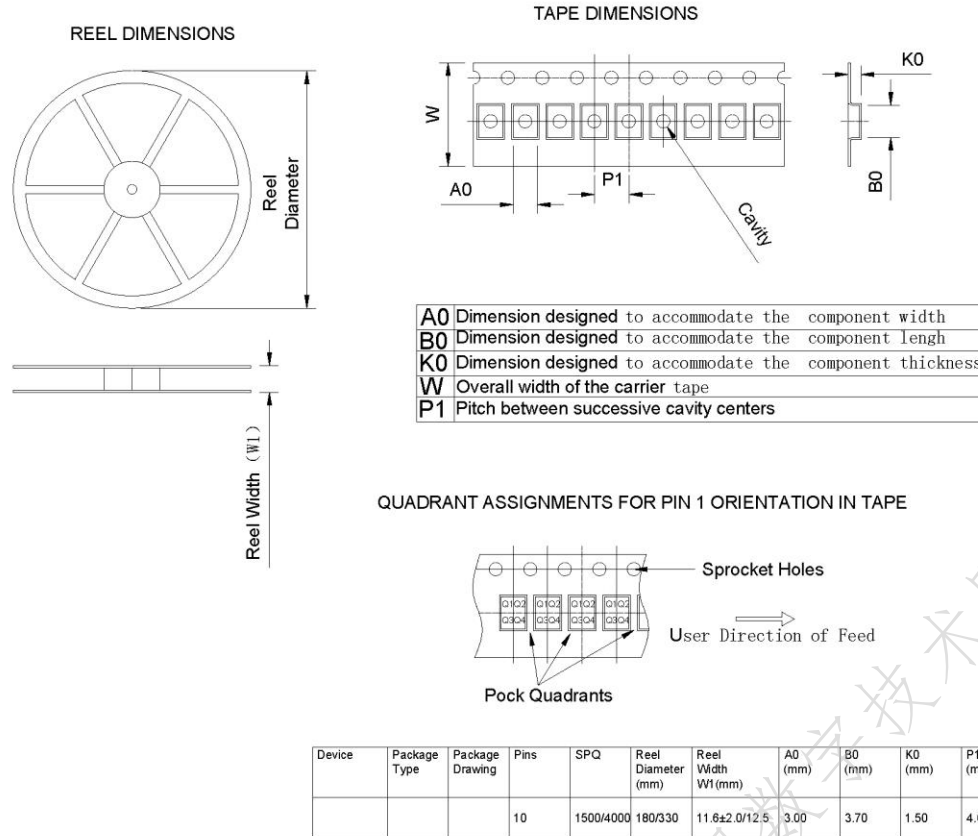 REEL DIMENSIONS
TAPE DIMENSIONS
Reel
Diameter
Reel Width (W1)
W
A0
P1
Cavity
K0
B0
A0 Dimension designed to accommodate the component width
B0 Dimension designed to accommodate the component lengh
K0 Dimension designed to accommodate the component thickness
W Overall width of the carrier tape
P1 Pitch between successive cavity centers
QUADRANT ASSIGNMENTS FOR PIN 1 ORIENTATION IN TAPE
Sprocket Holes
Q1 Q2 Q1 Q2 Q1 Q2 Q1 Q2
Q3 Q4 Q3 Q4 Q3 Q4 Q3 Q4
User Direction of Feed
Pock Quadrants
Device Package Package Pins SPQ Reel Reel A0 B0 K0 P1
Type Drawing Diameter Width (mm) (mm) (mm)
(mm) W1(mm)
10 1500/4000 180/330 11.6±2.0/12.5 3.00 3.70 1.50
数字技术